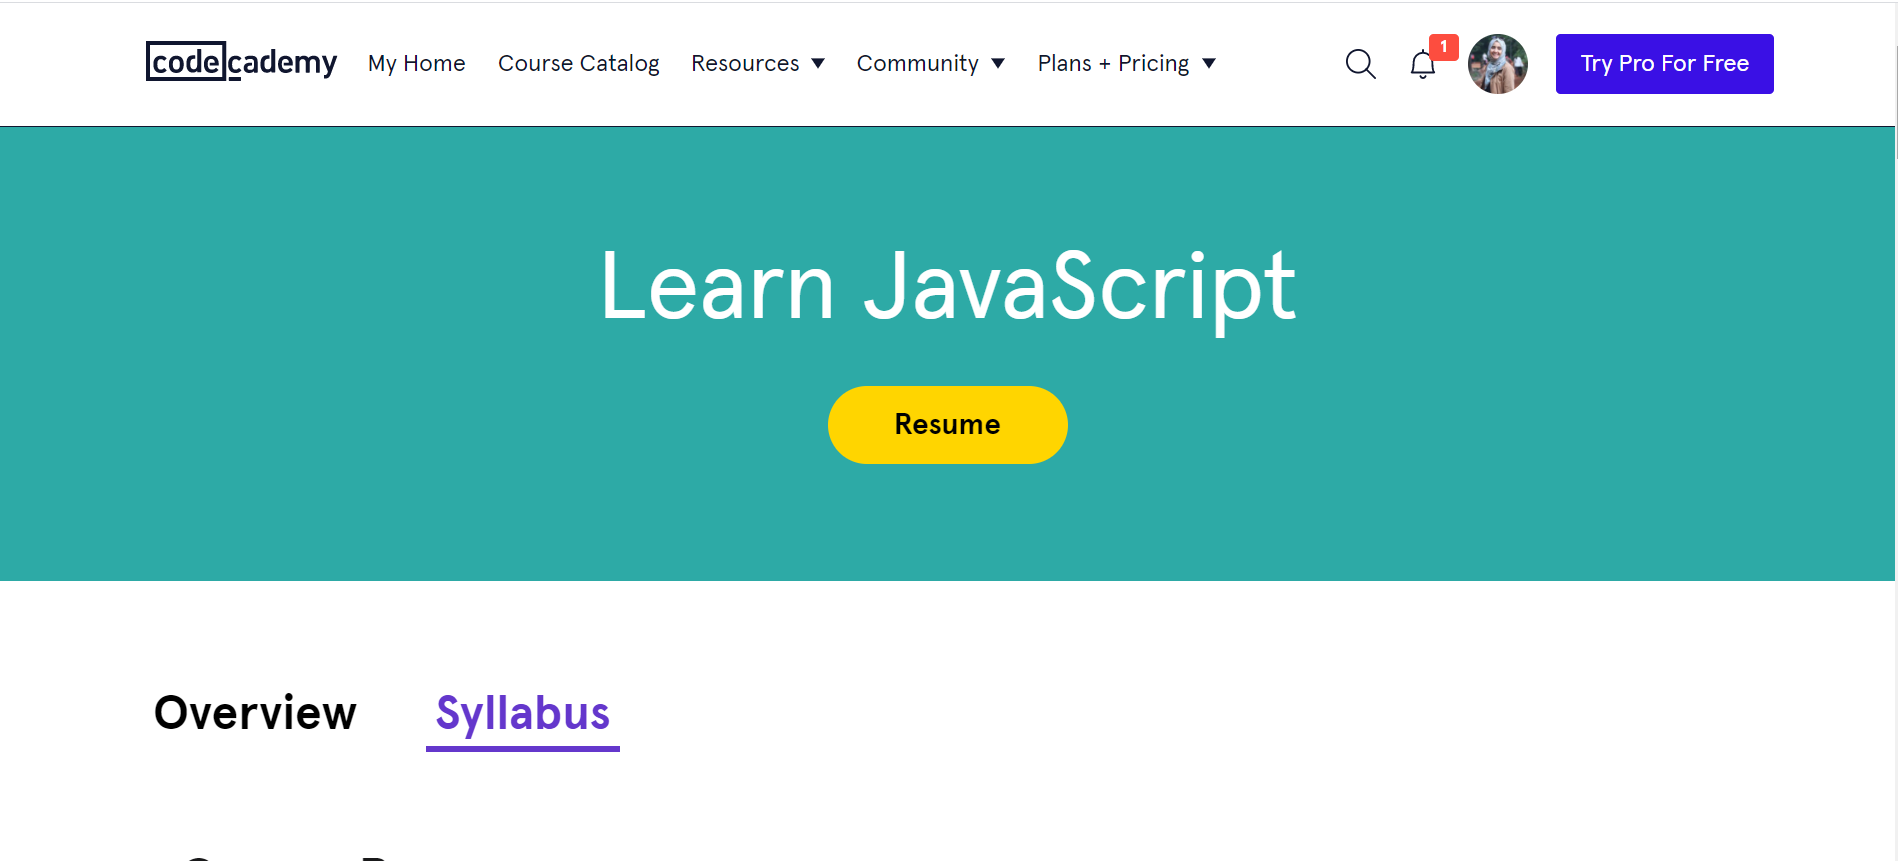 codecademy My Home Course Catalog Resources Community Plans + Pricing 1 Try Pro For Free
Learn JavaScript
Resume
Overview Syllabus